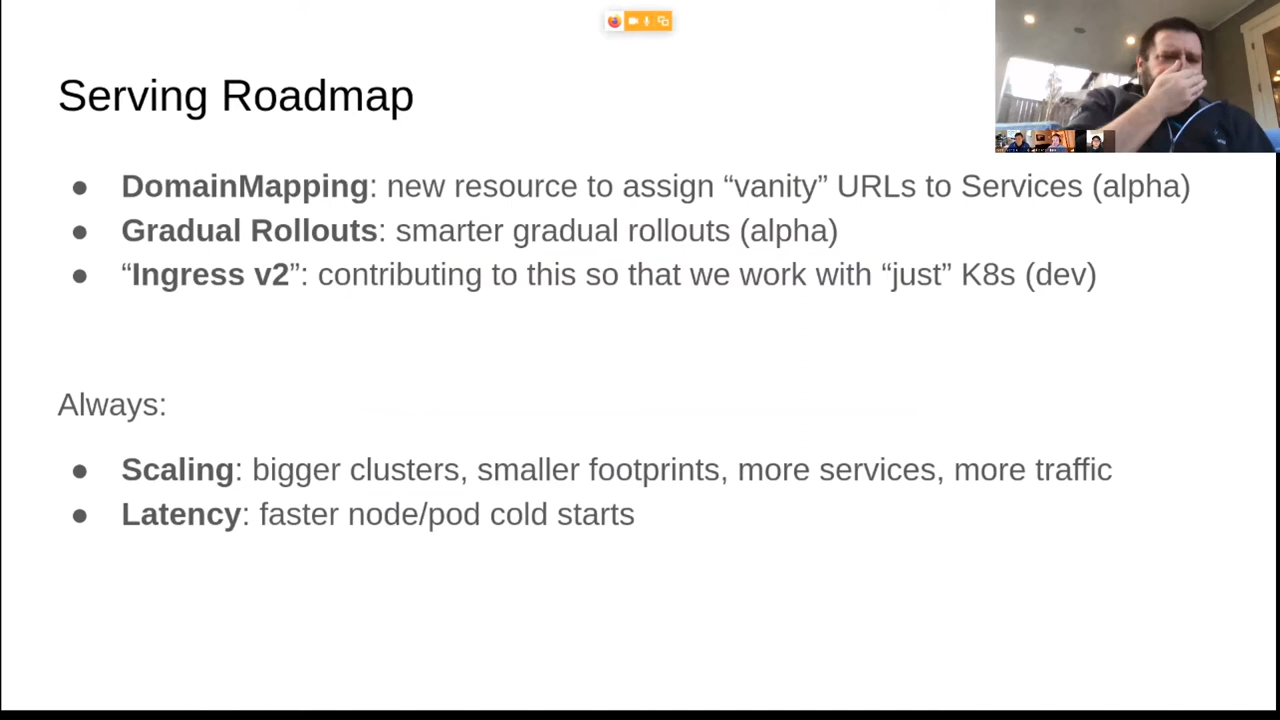 Serving Roadmap
● DomainMapping: new resource to assign “vanity” URLs to Services (alpha)
● Gradual Rollouts: smarter gradual rollouts (alpha)
● “Ingress v2”: contributing to this so that we work with “just” K8s (dev)
Always:
● Scaling: bigger clusters, smaller footprints, more services, more traffic
● Latency: faster node/pod cold starts